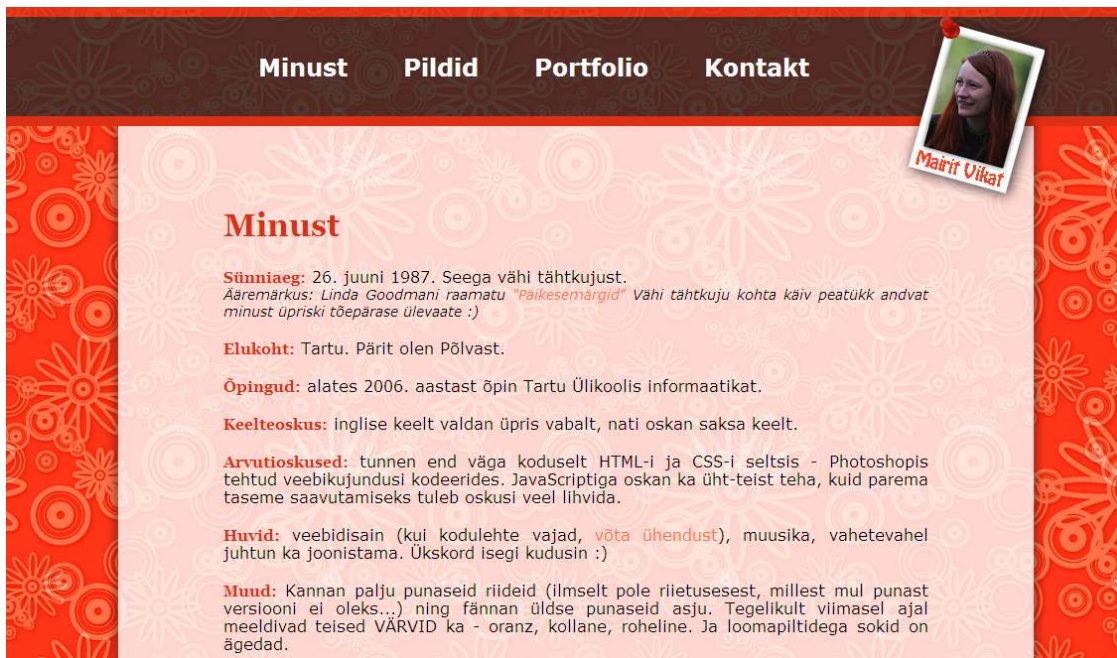 Minust Pildid Portfolio Kontakt
Mairit Vikat
Minust
Sünniaeg: 26. juuni 1987. Seega vähi tähtkujust.
Ääremärkus: Linda Goodmani raamatu "Päikesemärgid" Vähi tähtkuju kohta käiv peatükk andvat
minust üpriski tõepärase ülevaate :)
Elukoht: Tartu. Pärit olen Põlvast.
Õpingud: alates 2006. aastast õpin Tartu Ülikoolis informaatikat.
Keelteoskus: inglise keelt valdan üpris vabalt, nati oskan saksa keelt.
Arvutioskused: tunnen end väga koduselt HTML-i ja CSS-i seltsis - Photoshopis
tehtud veebikujundusi kodeerides. JavaScriptiga oskan ka üht-teist teha, kuid parema
taseme saavutamiseks tuleb oskusi veel lihvida.
Huvid: veebidisain (kui kodulehte vajad, võta ühendust), muusika, vahetevahel
juhtun ka joonistama. Ükskord isegi kudusin :)
Muud: Kannan palju punaseid riideid (ilmselt pole riietusesest, millest mul punast
versiooni ei oleks...) ning fännan üldse punaseid asju. Tegelikult viimasel ajal
meeldivad teised VÄRVID ka - oranz, kollane, roheline. Ja loomapiltidega sokid on
ägedad.